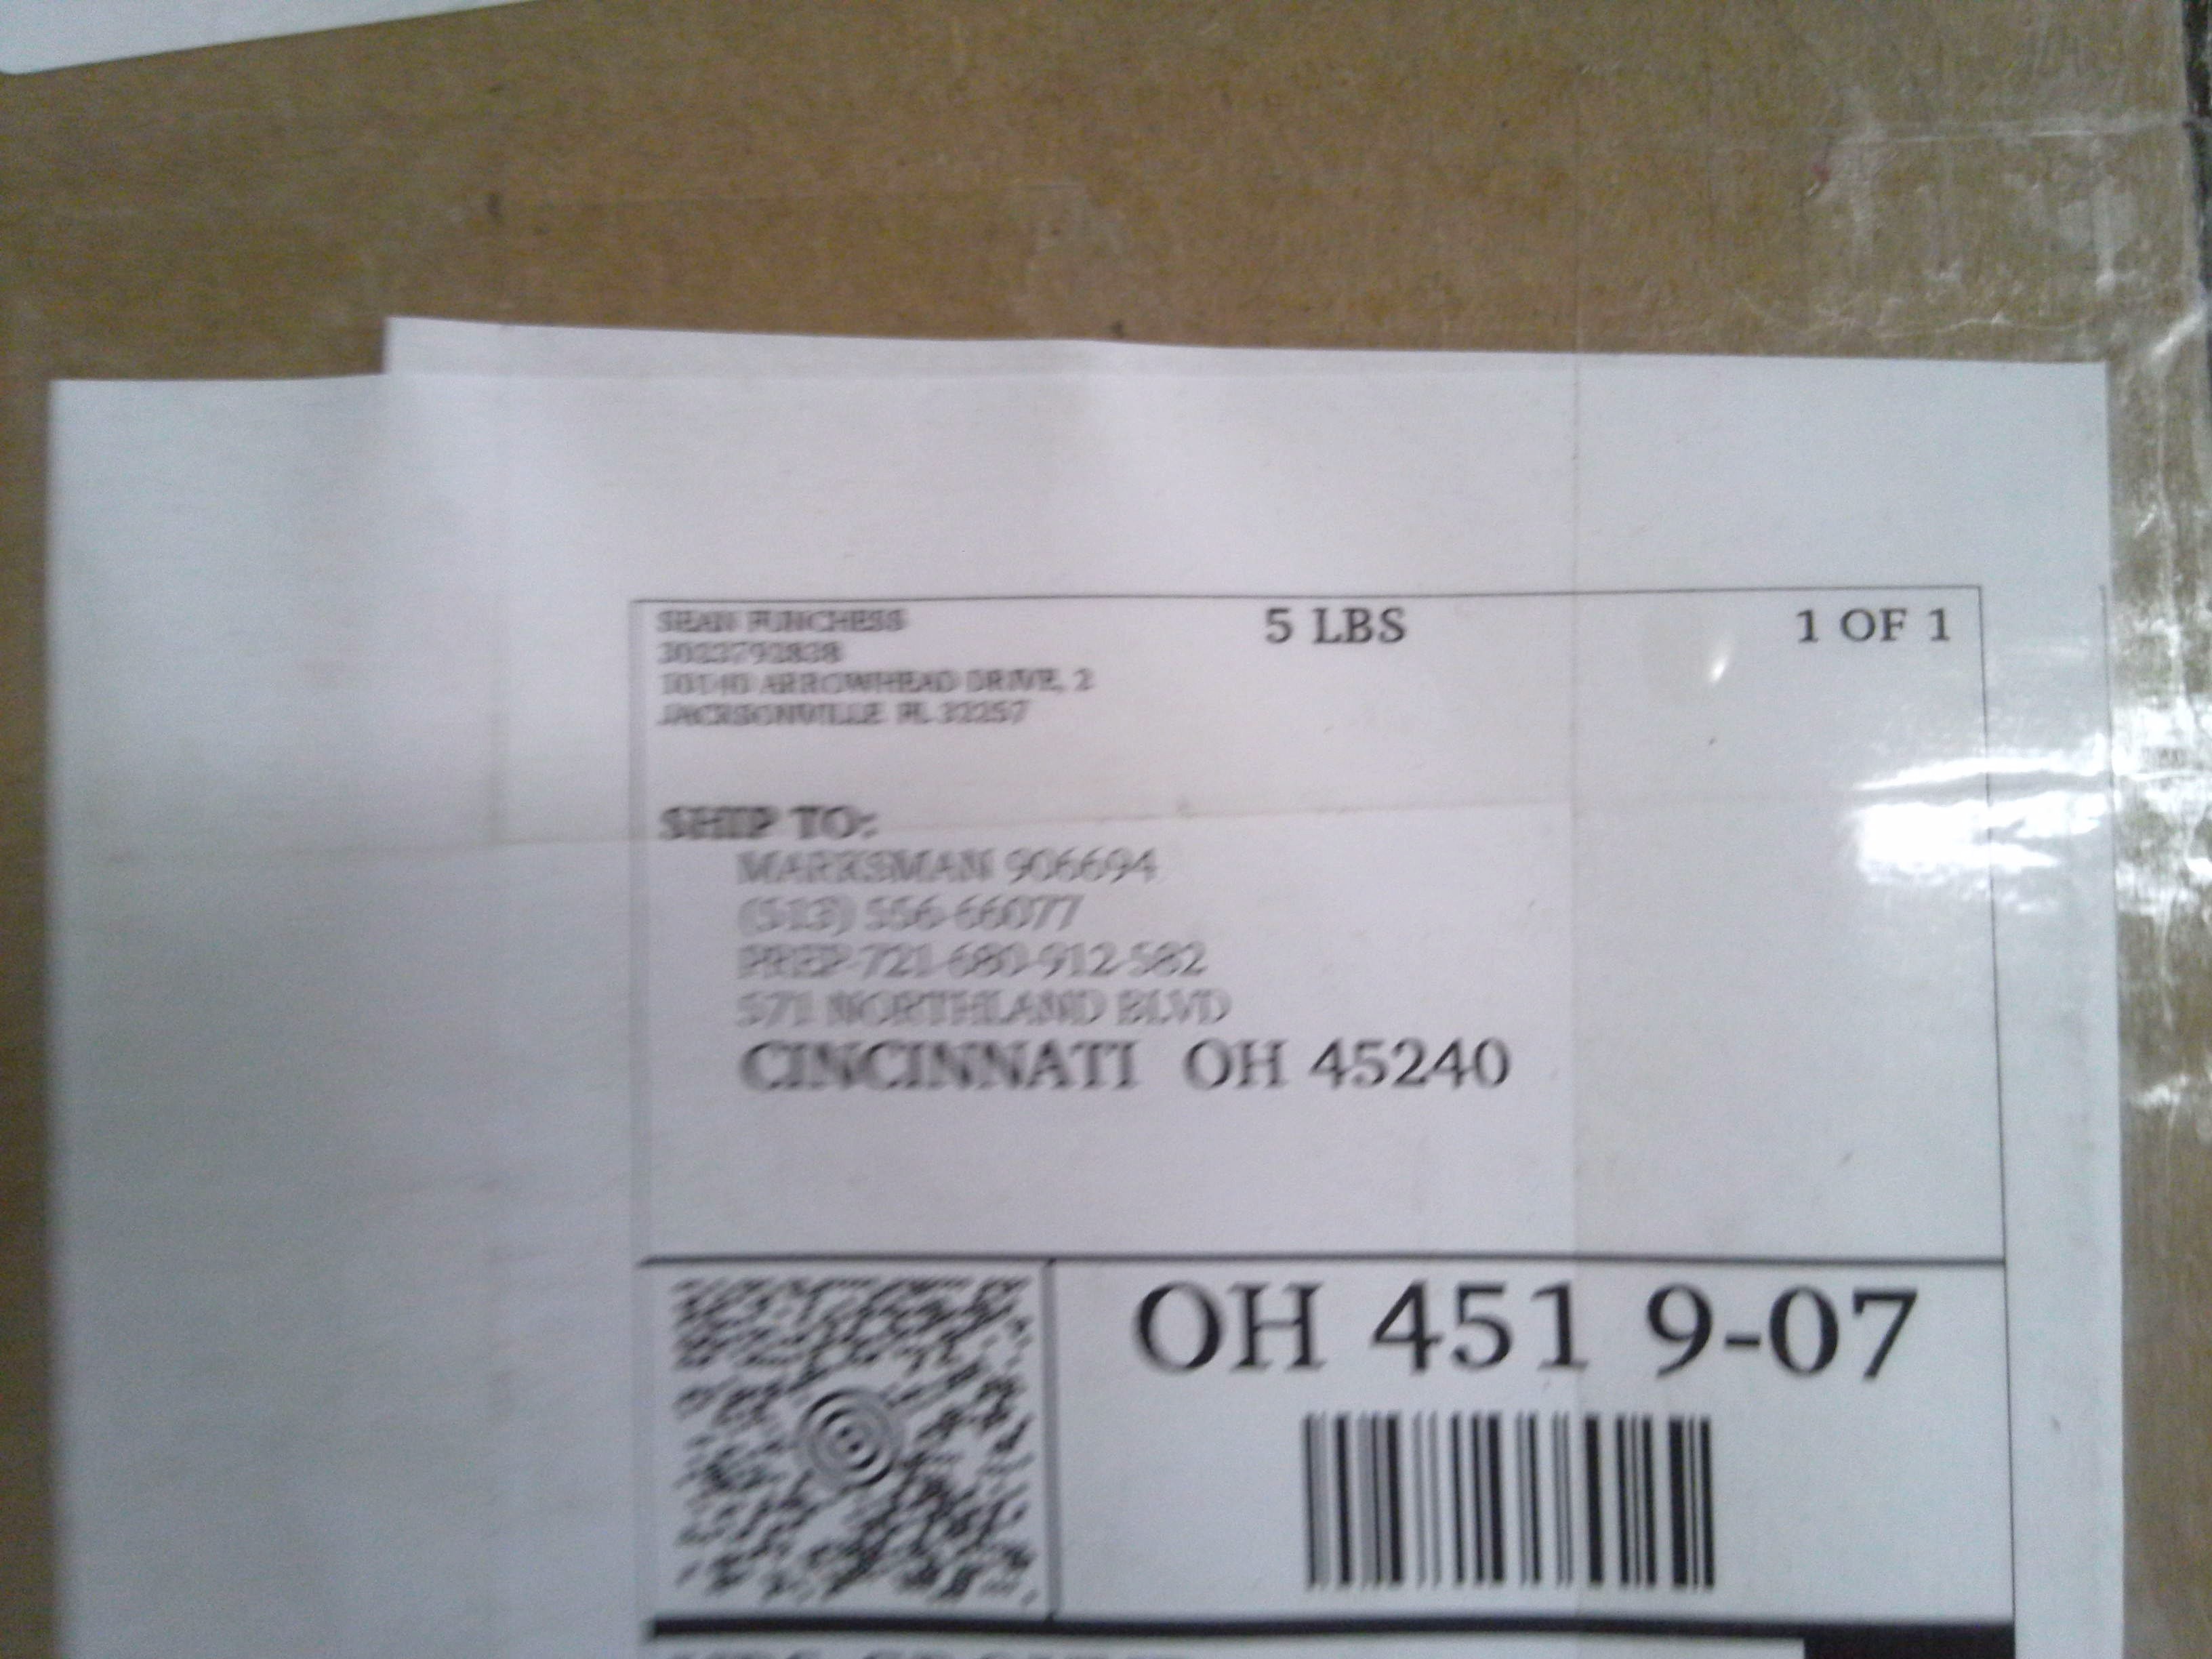 SEAN FUNCHESS 5 LBS 1 OF 1
3023792838
10140 ARROWHEAD DRIVE, 2
JACKSONVILLE FL 32257
SHIP TO:
MARKSMAN 906694
(513) 556-66077
PREP-721-680-912-582
571 NORTHLAND BLVD
CINCINNATI OH 45240
OH 451 9-07